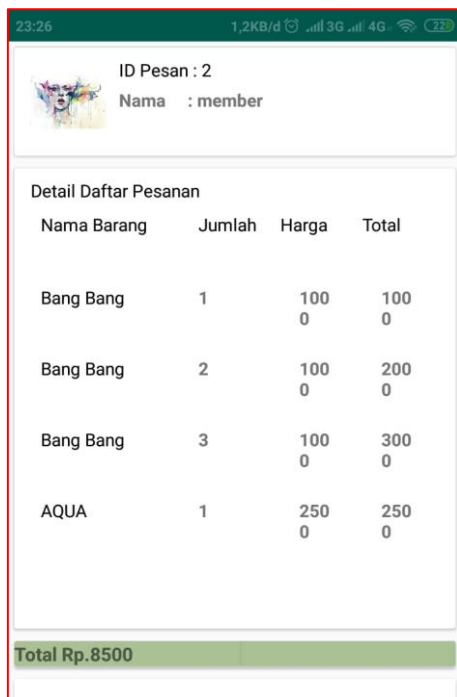 23:26 1,2KB/d 3G 4G 22
ID Pesan : 2
Nama : member
Detail Daftar Pesanan
Nama Barang Jumlah Harga Total
Bang Bang 1 100 100
0 0
Bang Bang 2 100 200
0 0
Bang Bang 3 100 300
0 0
AQUA 1 250 250
0 0
Total Rp.8500